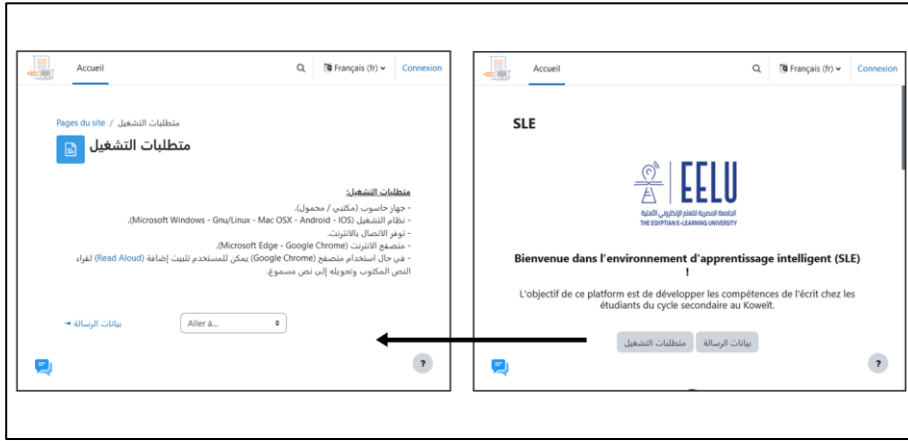 Accueil
Français (fr)
Connexion
Pages du site / متطلبات التشغيل
متطلبات التشغيل
متطلبات التشغيل:
- جهاز حاسوب (مكتبي / محمول).
- نظام التشغيل (Microsoft Windows - Gnu/Linux - Mac OSX - Android - IOS).
- توفر الاتصال بالانترنت.
- متصفح الانترنت (Microsoft Edge - Google Chrome).
- في حال استخدام متصفح (Google Chrome) يمكن للمستخدم تثبيت إضافة (Read Aloud) لقراء
النص المكتوب وتحويله إلى نص مسموع.
بيانات الرسالة
Aller à...
?
Accueil
Français (fr)
Connexion
SLE
EELU
الجامعة المصرية للتعلم الإلكتروني الأهلية
THE EGYPTIAN E-LEARNING UNIVERSITY
Bienvenue dans l'environnement d'apprentissage intelligent (SLE)
!
L'objectif de ce platform est de développer les compétences de l'écrit chez les
étudiants du cycle secondaire au Koweït.
متطلبات التشغيل
بيانات الرسالة
?